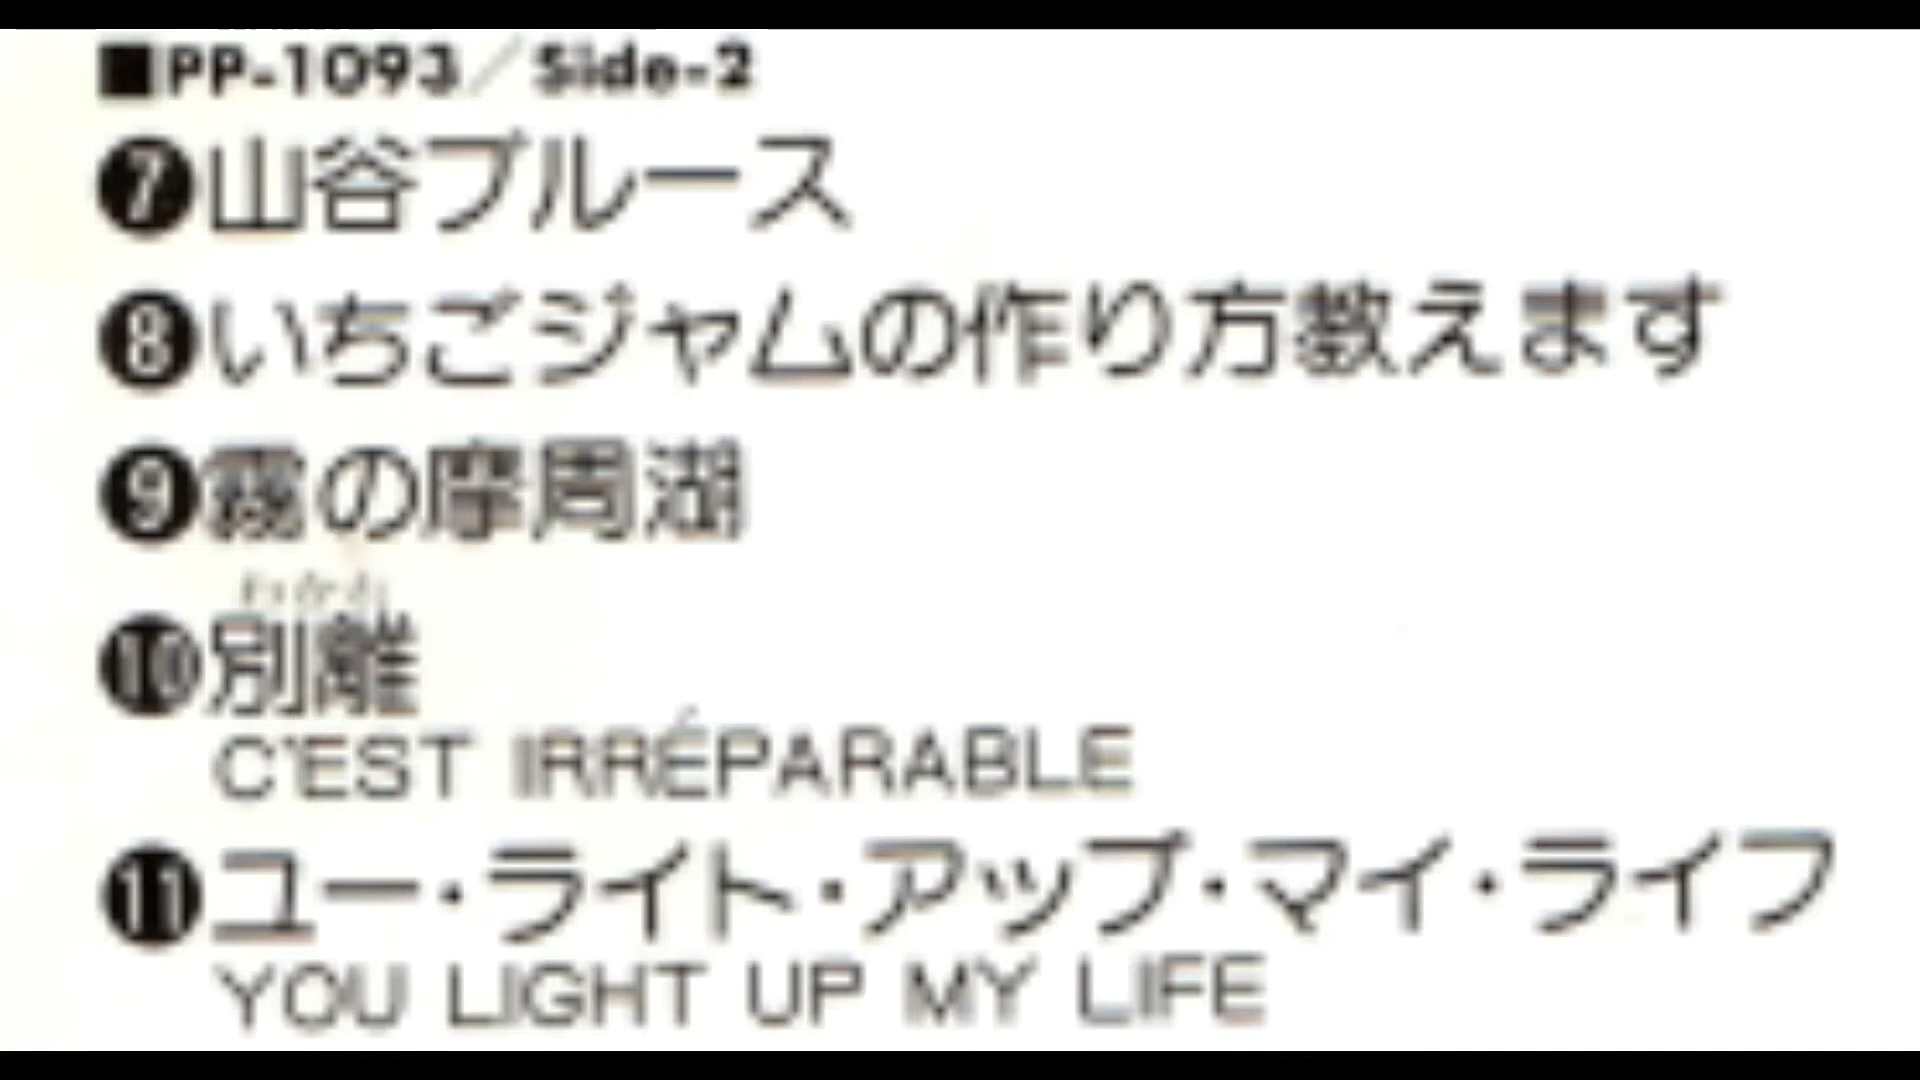 ■PP-1093／Side-2
❼山谷ブルース
❽いちごジャムの作り方教えます
❾霧の摩周湖
わかれ
❿別離
C'EST IRRÉPARABLE
⓫ユー・ライト・アップ・マイ・ライフ
YOU LIGHT UP MY LIFE